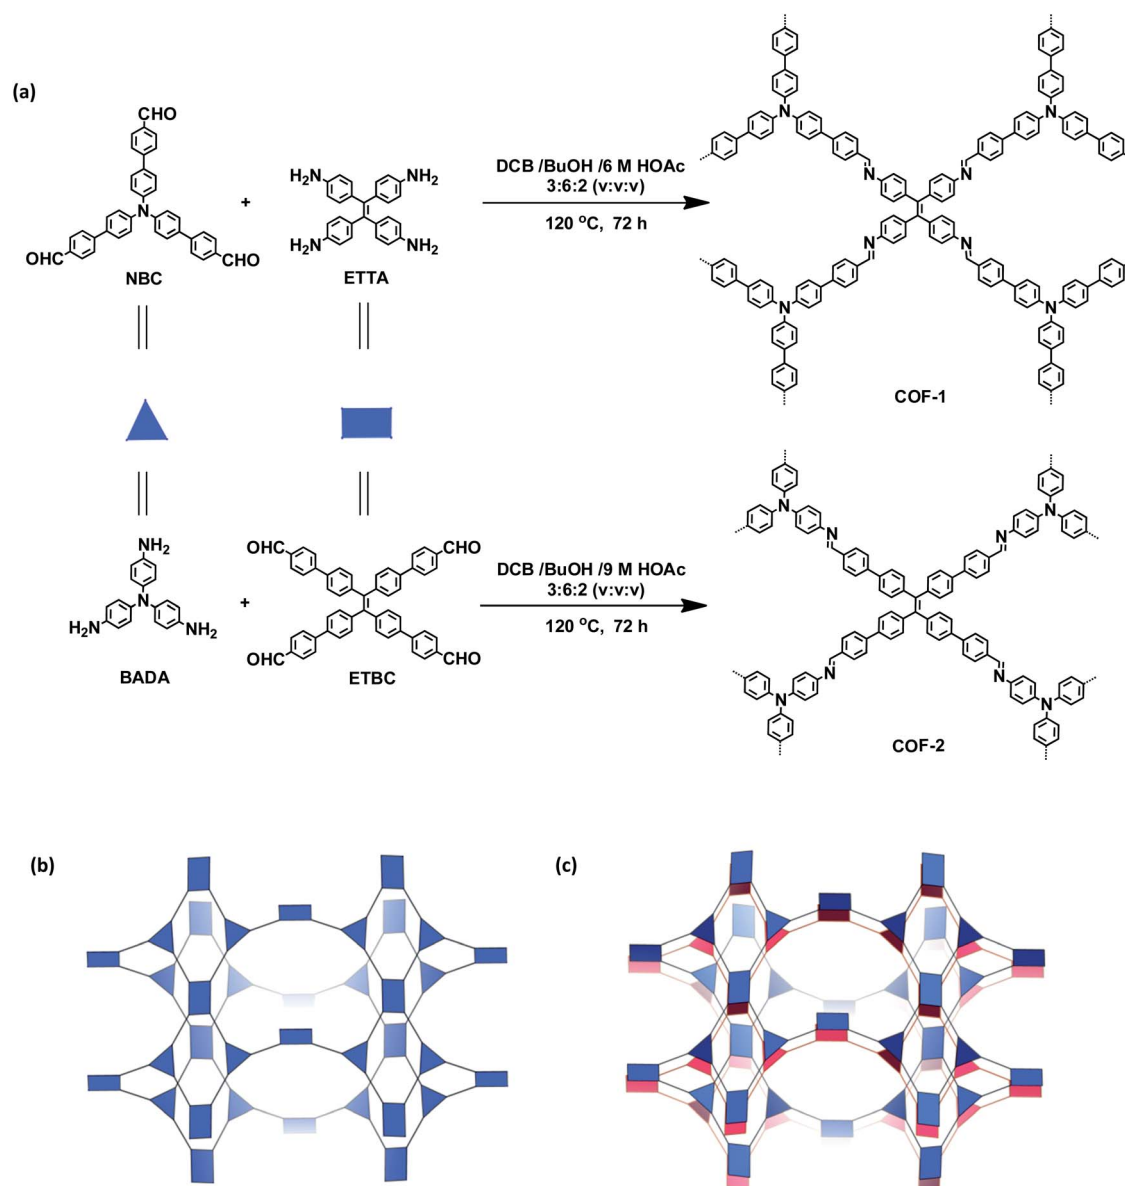 (a)
CHO
OHC
CHO
N
NBC
+
H₂N
NH₂
H₂N
NH₂
ETTA
DCB /BuOH /6 M HOAc
3:6:2 (v:v:v)
120 °C, 72 h
N
N
N
N
N
N
N
N
COF-1
NH₂
N
H₂N
NH₂
BADA
+
OHC
CHO
OHC
CHO
ETBC
DCB /BuOH /9 M HOAc
3:6:2 (v:v:v)
120 °C, 72 h
N
N
N
N
N
N
N
N
COF-2
(b)
(c)